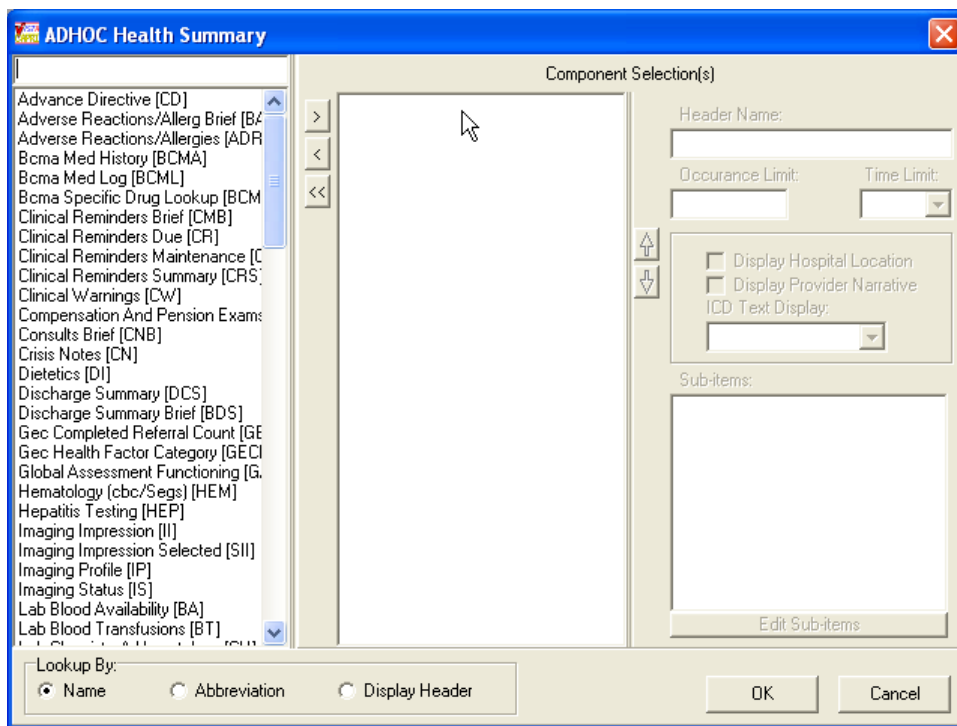 ADHOC Health Summary
Component Selection(s)
Advance Directive [CD]
Adverse Reactions/Allerg Brief [BA
Adverse Reactions/Allergies [ADR
Bcma Med History [BCMA]
Bcma Med Log [BCML]
Bcma Specific Drug Lookup [BCM
Clinical Reminders Brief [CMB]
Clinical Reminders Due [CR]
Clinical Reminders Maintenance [C
Clinical Reminders Summary [CRS]
Clinical Warnings [CW]
Compensation And Pension Exams
Consults Brief [CNB]
Crisis Notes [CN]
Dietetics [DI]
Discharge Summary [DCS]
Discharge Summary Brief [BDS]
Gec Completed Referral Count [GE
Gec Health Factor Category [GECH
Global Assessment Functioning [G
Hematology (cbc/Segs) [HEM]
Hepatitis Testing [HEP]
Imaging Impression [II]
Imaging Impression Selected [SII]
Imaging Profile [IP]
Imaging Status [IS]
Lab Blood Availability [BA]
Lab Blood Transfusions [BT]
>
<
<<
Header Name:
Occurance Limit: Time Limit:
Display Hospital Location
Display Provider Narrative
ICD Text Display:
Sub-items:
Edit Sub-items
Lookup By:
Name Abbreviation Display Header
OK Cancel